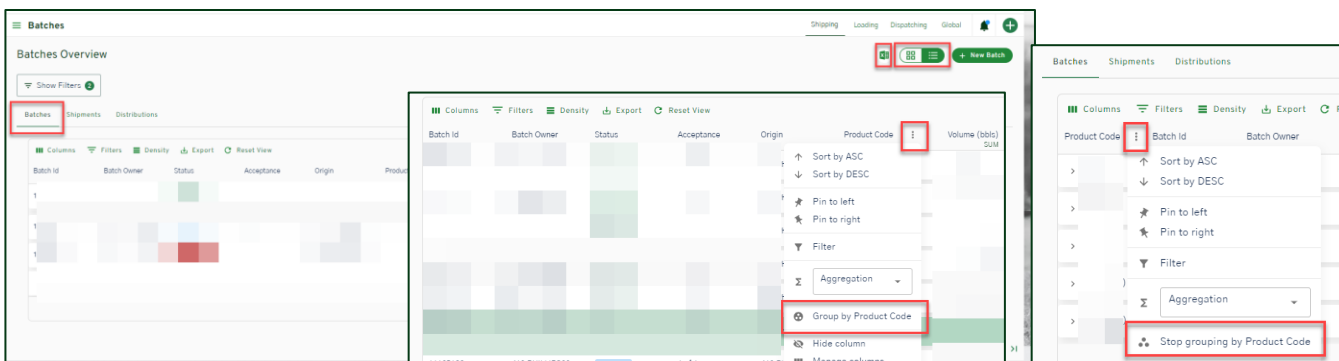 Batches
Shipping Loading Dispatching Global
Batches Overview
+ New Batch
Show Filters 2
Batches Shipments Distributions
Columns Filters Density Export Reset View
Batch Id Batch Owner Status Acceptance Origin
Columns Filters Density Export Reset View
Batch Id Batch Owner Status Acceptance Origin Product Code Volume (bbls)
SUM
Sort by ASC
Sort by DESC
Pin to left
Pin to right
Filter
Aggregation
Group by Product Code
Hide column
Manage columns
Batches Shipments Distributions
Columns Filters Density Export
Product Code Batch Id Batch Owner
Sort by ASC
Sort by DESC
Pin to left
Pin to right
Filter
Aggregation
Stop grouping by Product Code